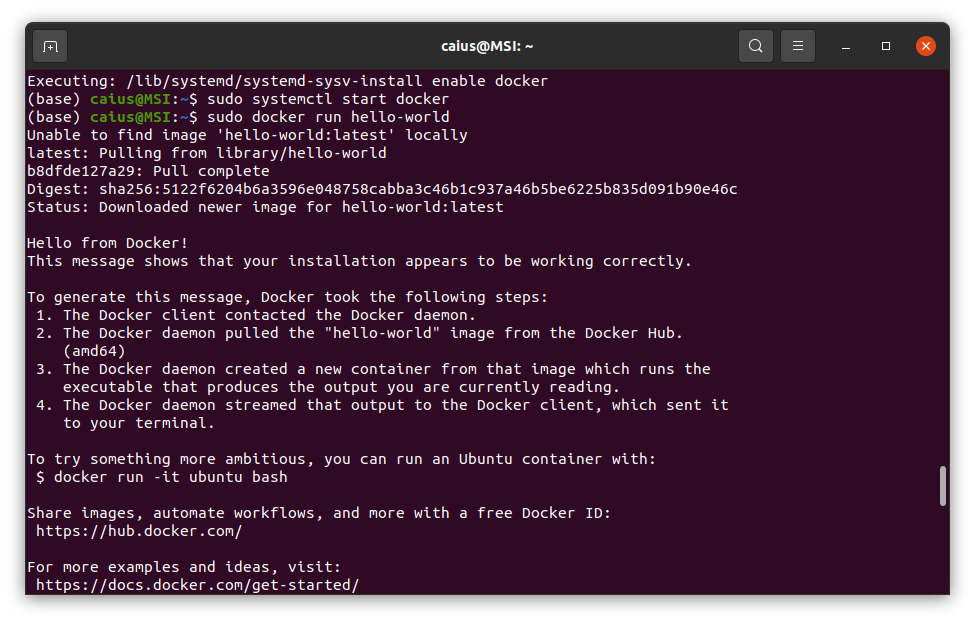 caius@MSI: ~
Executing: /lib/systemd/systemd-sysv-install enable docker
(base) caius@MSI:~$ sudo systemctl start docker
(base) caius@MSI:~$ sudo docker run hello-world
Unable to find image 'hello-world:latest' locally
latest: Pulling from library/hello-world
b8dfde127a29: Pull complete
Digest: sha256:5122f6204b6a3596e048758cabba3c46b1c937a46b5be6225b835d091b90e46c
Status: Downloaded newer image for hello-world:latest

Hello from Docker!
This message shows that your installation appears to be working correctly.

To generate this message, Docker took the following steps:
 1. The Docker client contacted the Docker daemon.
 2. The Docker daemon pulled the "hello-world" image from the Docker Hub.
    (amd64)
 3. The Docker daemon created a new container from that image which runs the
    executable that produces the output you are currently reading.
 4. The Docker daemon streamed that output to the Docker client, which sent it
    to your terminal.

To try something more ambitious, you can run an Ubuntu container with:
 $ docker run -it ubuntu bash

Share images, automate workflows, and more with a free Docker ID:
 https://hub.docker.com/

For more examples and ideas, visit:
 https://docs.docker.com/get-started/